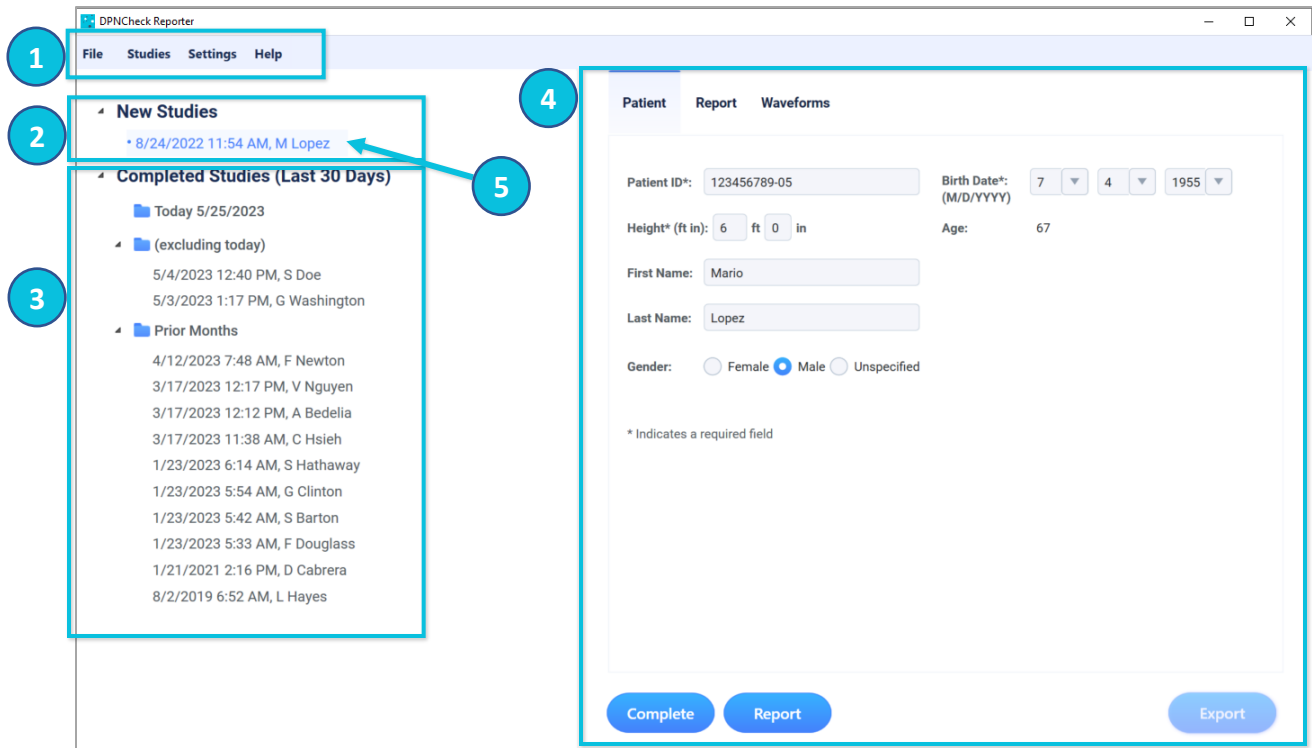 DPNCheck Reporter
1
File Studies Settings Help
2
New Studies
• 8/24/2022 11:54 AM, M Lopez
5
3
Completed Studies (Last 30 Days)
Today 5/25/2023
(excluding today)
5/4/2023 12:40 PM, S Doe
5/3/2023 1:17 PM, G Washington
Prior Months
4/12/2023 7:48 AM, F Newton
3/17/2023 12:17 PM, V Nguyen
3/17/2023 12:12 PM, A Bedelia
3/17/2023 11:38 AM, C Hsieh
1/23/2023 6:14 AM, S Hathaway
1/23/2023 5:54 AM, G Clinton
1/23/2023 5:42 AM, S Barton
1/23/2023 5:33 AM, F Douglass
1/21/2021 2:16 PM, D Cabrera
8/2/2019 6:52 AM, L Hayes
4
Patient Report Waveforms
Patient ID*: 123456789-05
Birth Date*: 7 4 1955
(M/D/YYYY)
Height* (ft in): 6 ft 0 in
Age: 67
First Name: Mario
Last Name: Lopez
Gender: Female Male Unspecified
* Indicates a required field
Complete Report Export